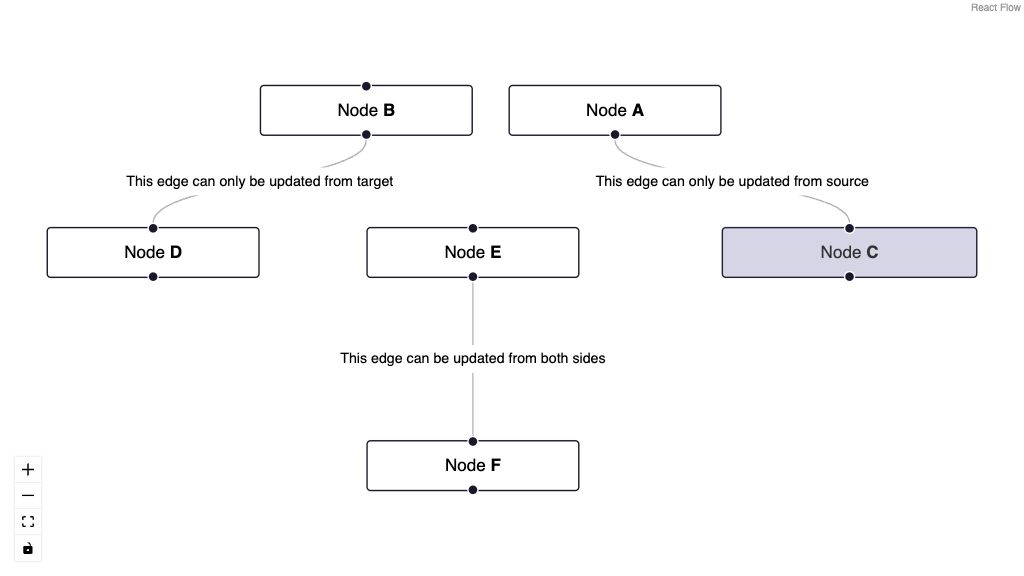 React Flow
Node B
Node A
This edge can only be updated from target
This edge can only be updated from source
Node D
Node E
Node C
This edge can be updated from both sides
Node F